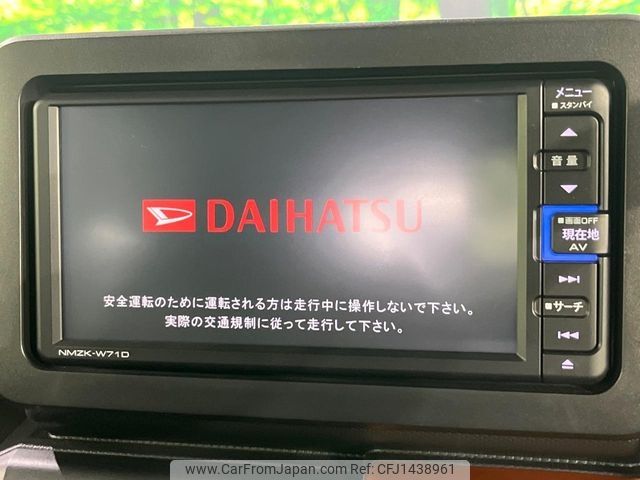 メニュー
■スタンバイ
音量
■画面OFF
現在地
AV
■サーチ
DAIHATSU
安全運転のために運転される方は走行中に操作しないで下さい。
実際の交通規制に従って走行して下さい。
NMZK-W71D
www.CarFromJapan.com - CFJ1438961